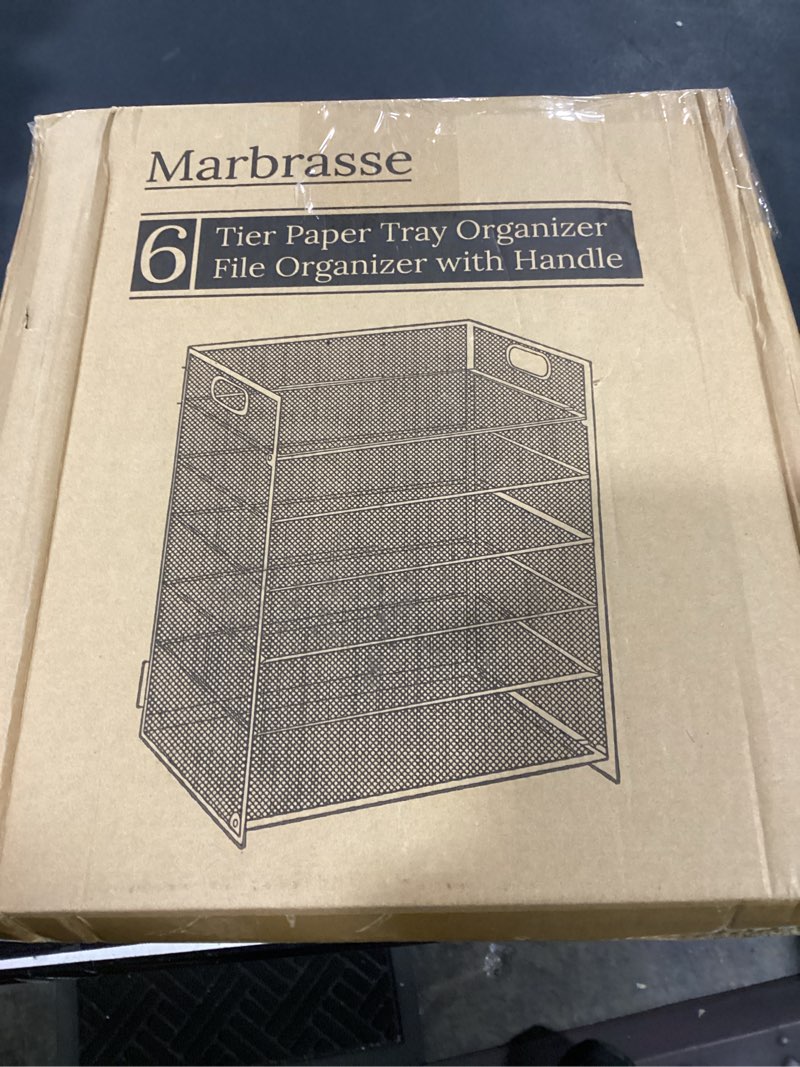 Marbrasse
6 Tier Paper Tray Organizer
File Organizer with Handle